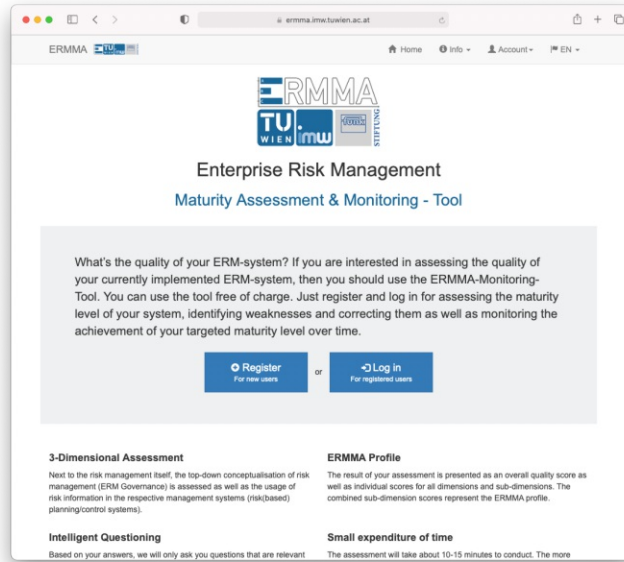 ermma.imw.tuwien.ac.at
ERMMA
Home Info Account EN
ERMMA
TU
WIEN imw
STIFTUNG
Enterprise Risk Management
Maturity Assessment & Monitoring - Tool
What's the quality of your ERM-system? If you are interested in assessing the quality of
your currently implemented ERM-system, then you should use the ERMMA-Monitoring-
Tool. You can use the tool free of charge. Just register and log in for assessing the maturity
level of your system, identifying weaknesses and correcting them as well as monitoring the
achievement of your targeted maturity level over time.
Register
For new users
or
Log in
For registered users
3-Dimensional Assessment
Next to the risk management itself, the top-down conceptualisation of risk
management (ERM Governance) is assessed as well as the usage of
risk information in the respective management systems (risk(based)
planning/control systems).
ERMMA Profile
The result of your assessment is presented as an overall quality score as
well as individual scores for all dimensions and sub-dimensions. The
combined sub-dimension scores represent the ERMMA profile.
Intelligent Questioning
Based on your answers, we will only ask you questions that are relevant
Small expenditure of time
The assessment will take about 10-15 minutes to conduct. The more